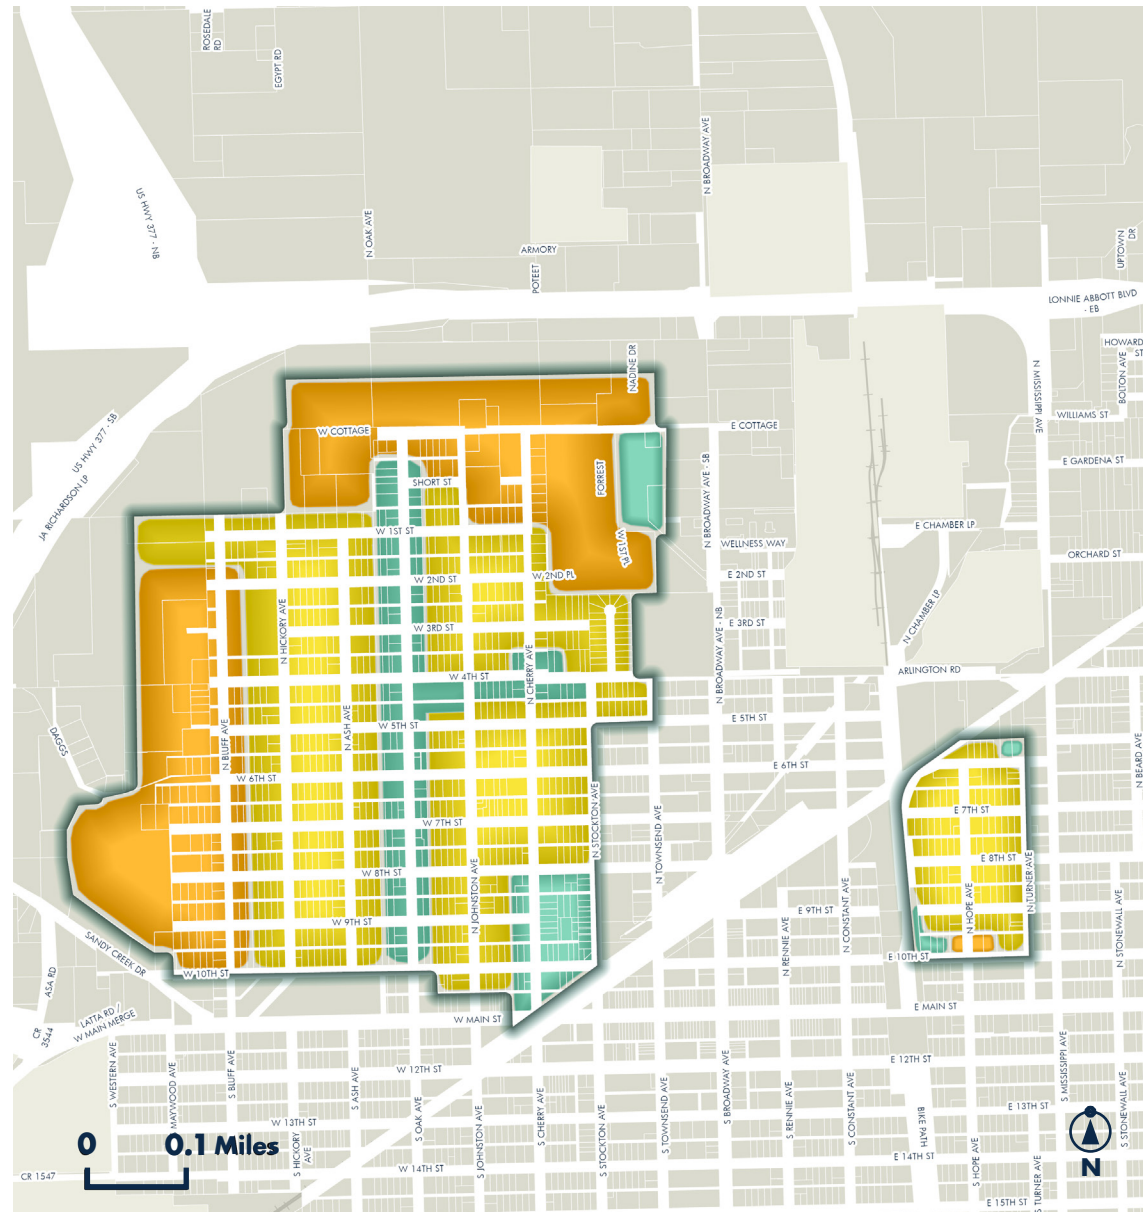 ROSEDALE
RD
EGYPT RD
N BROADWAY AVE
US HWY 377 - NB
N OAK AVE
ARMORY
POTEET
UPTOWN
DR
LONNIE ABBOTT BLVD
- EB
HOWARD
ST
BOLTON AVE
NADINE DR
N MISSISSIPPI AVE
WILLIAMS ST
US HWY 377 - SB
JA RICHARDSON LP
W COTTAGE
E COTTAGE
E GARDENA ST
SHORT ST
FORREST
N BROADWAY AVE - SB
W 1ST ST
W 1ST PL
E CHAMBER LP
WELLNESS WAY
ORCHARD ST
W 2ND ST
W 2ND PL
E 2ND ST
N HICKORY AVE
W 3RD ST
E 3RD ST
N CHAMBER LP
N BROADWAY AVE - NB
W 4TH ST
N CHERRY AVE
ARLINGTON RD
DAGGS
N BLUFF AVE
N ASH AVE
W 5TH ST
E 5TH ST
N BEARD AVE
W 6TH ST
E 6TH ST
W 7TH ST
N STOCKTON AVE
N TOWNSEND AVE
E 7TH ST
W 8TH ST
E 8TH ST
N JOHNSTON AVE
N HOPE AVE
N TURNER AVE
W 9TH ST
E 9TH ST
N CONSTANT AVE
N RENNIE AVE
N STONEWALL AVE
SANDY CREEK DR
W 10TH ST
E 10TH ST
ASA RD
CR
3544
LATTA RD /
W MAIN MERGE
W MAIN ST
E MAIN ST
S WESTERN AVE
MAYWOOD AVE
S BLUFF AVE
S ASH AVE
W 12TH ST
E 12TH ST
S OAK AVE
S JOHNSTON AVE
S CHERRY AVE
S STOCKTON AVE
S TOWNSEND AVE
S BROADWAY AVE
S RENNIE AVE
S CONSTANT AVE
BIKE PATH
S MISSISSIPPI AVE
S STONEWALL AVE
W 13TH ST
E 13TH ST
S HICKORY
AVE
W 14TH ST
E 14TH ST
S HOPE AVE
S TURNER AVE
E 15TH ST
CR 1547
0 0.1 Miles
N